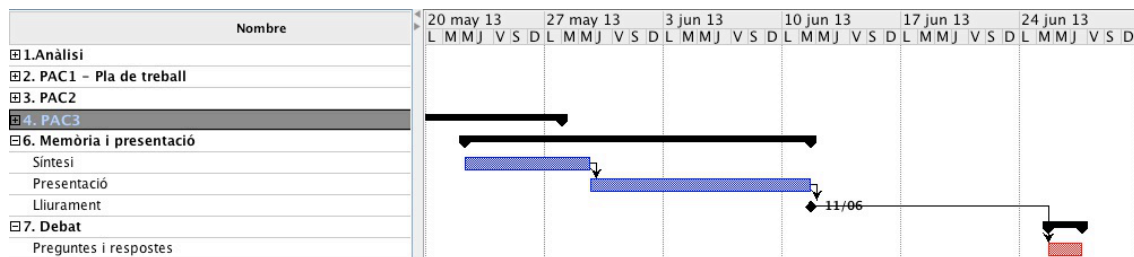 Nombre
20 may 13 27 may 13 3 jun 13 10 jun 13 17 jun 13 24 jun 13
L M M J V S D L M M J V S D L M M J V S D L M M J V S D L M M J V S D L M M J V S D
1.Anàlisi
2. PAC1 - Pla de treball
3. PAC2
4. PAC3
6. Memòria i presentació
Síntesi
Presentació
Lliurament
11/06
7. Debat
Preguntes i respostes